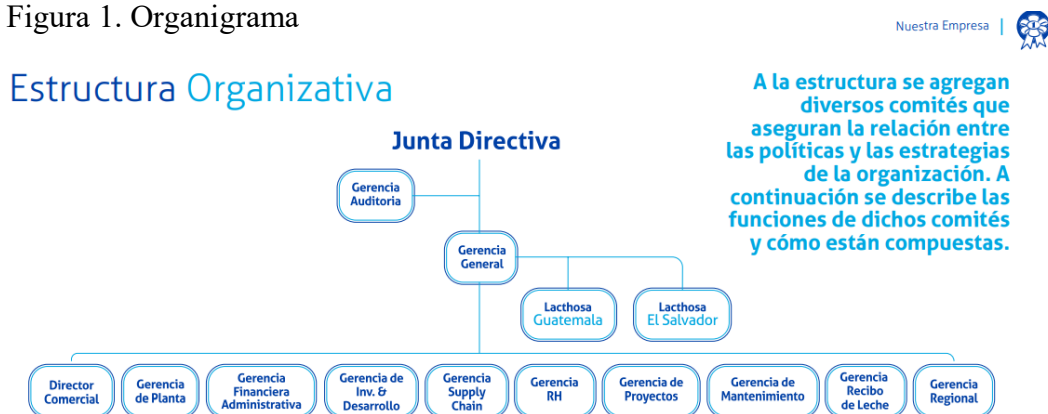 Figura 1. Organigrama
Nuestra Empresa
Estructura Organizativa
A la estructura se agregan
diversos comités que
aseguran la relación entre
las políticas y las estrategias
de la organización. A
continuación se describe las
funciones de dichos comités
y cómo están compuestas.
Junta Directiva
Gerencia
Auditoria
Gerencia
General
Lacthosa
Guatemala
Lacthosa
El Salvador
Director
Comercial
Gerencia
de Planta
Gerencia
Financiera
Administrativa
Gerencia de
Inv. &
Desarrollo
Gerencia
Supply
Chain
Gerencia
RH
Gerencia de
Proyectos
Gerencia de
Mantenimiento
Gerencia
Recibo
de Leche
Gerencia
Regional